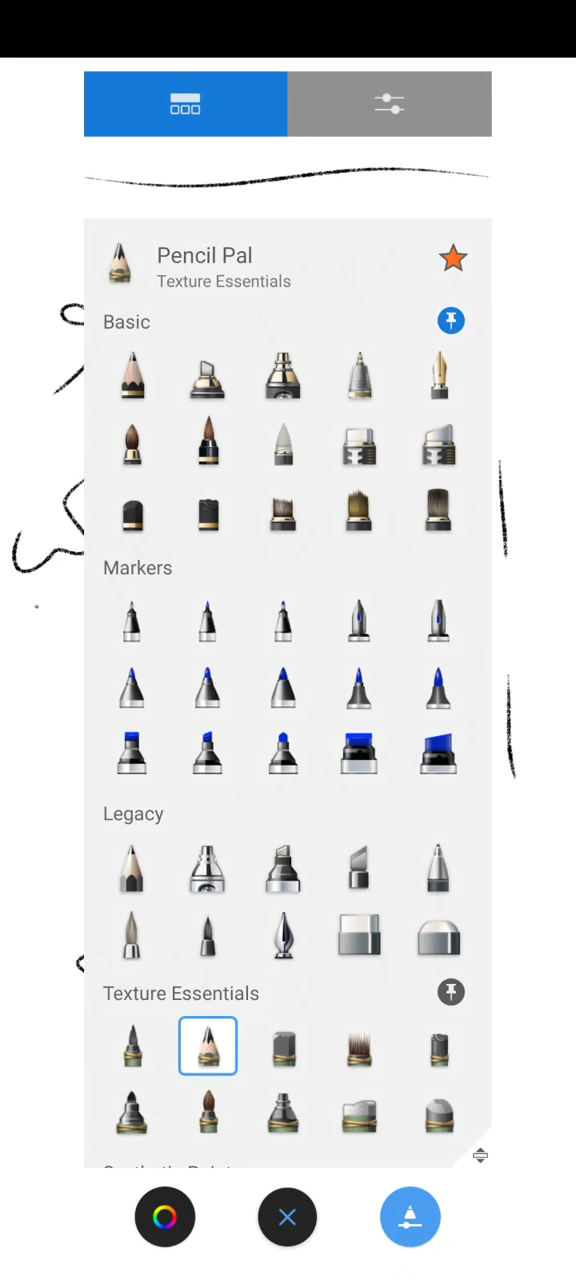 Pencil Pal
Texture Essentials
Basic
Markers
Legacy
Texture Essentials